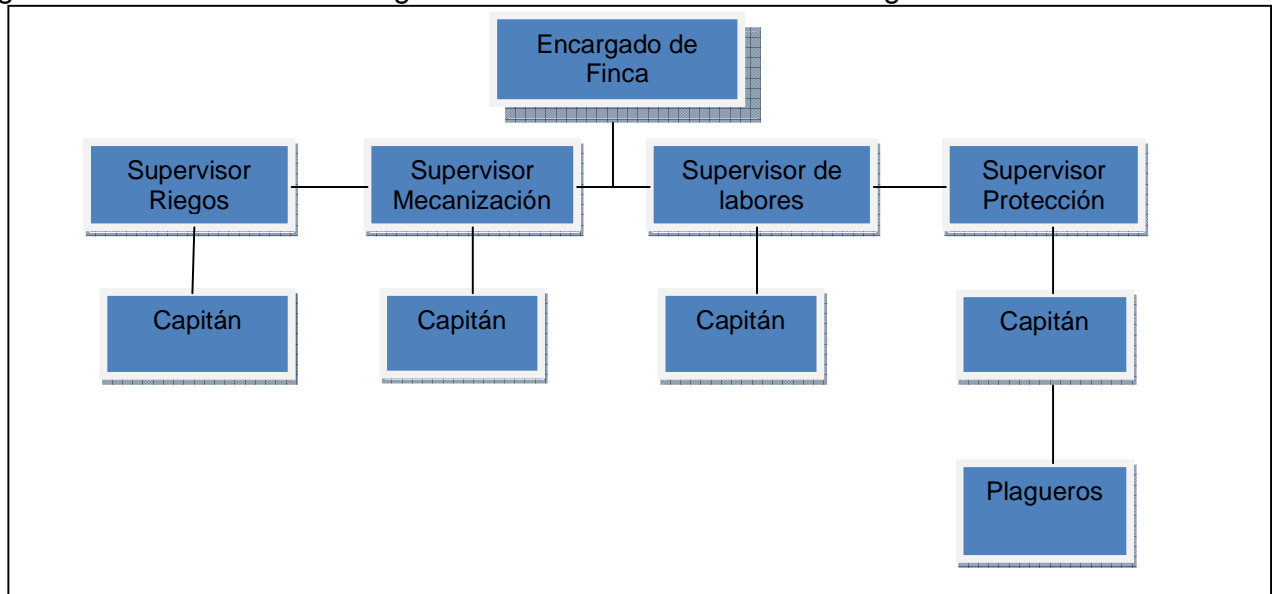 Encargado de
Finca
Supervisor
Riegos
Supervisor
Mecanización
Supervisor de
labores
Supervisor
Protección
Capitán
Capitán
Capitán
Capitán
Plagueros